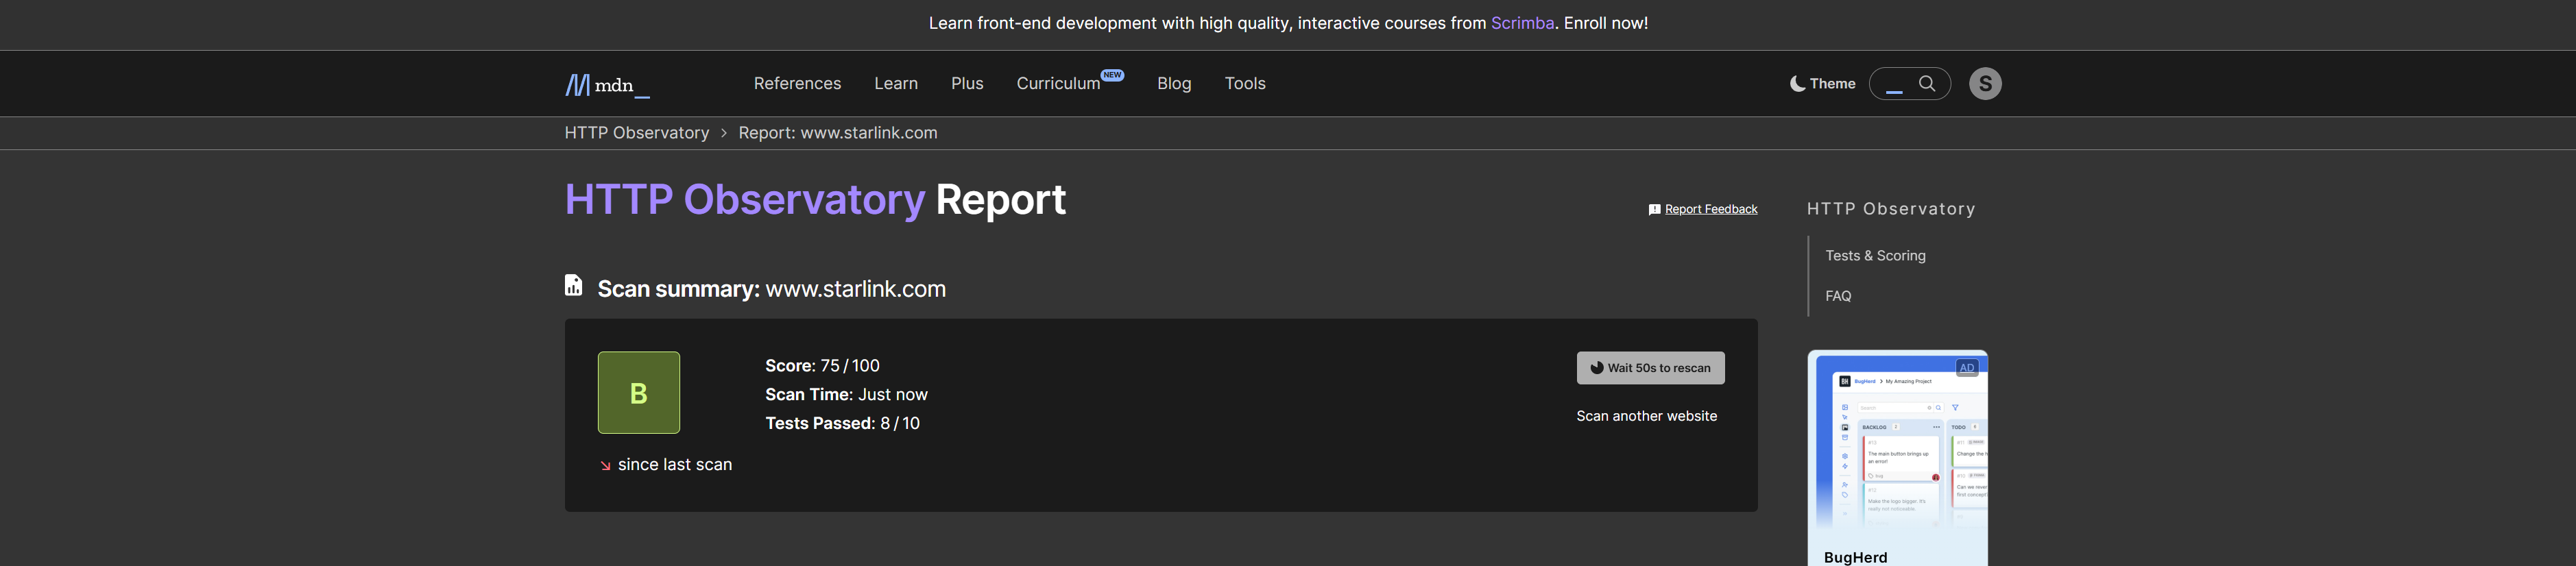 Learn front-end development with high quality, interactive courses from Scrimba. Enroll now!
mdn_
References Learn Plus Curriculum NEW Blog Tools
Theme
S
HTTP Observatory > Report: www.starlink.com
HTTP Observatory Report
Report Feedback
Scan summary: www.starlink.com
B
Score: 75 / 100
Scan Time: Just now
Tests Passed: 8 / 10
since last scan
Wait 50s to rescan
Scan another website
HTTP Observatory
Tests & Scoring
FAQ
AD
BH BugHerd > My Amazing Project
Search
BACKLOG 2
TODO
The main button brings up
an error!
bug
Make the logo bigger. It's
really not noticeable.
Change the
Can we rever
first concept
BugHerd